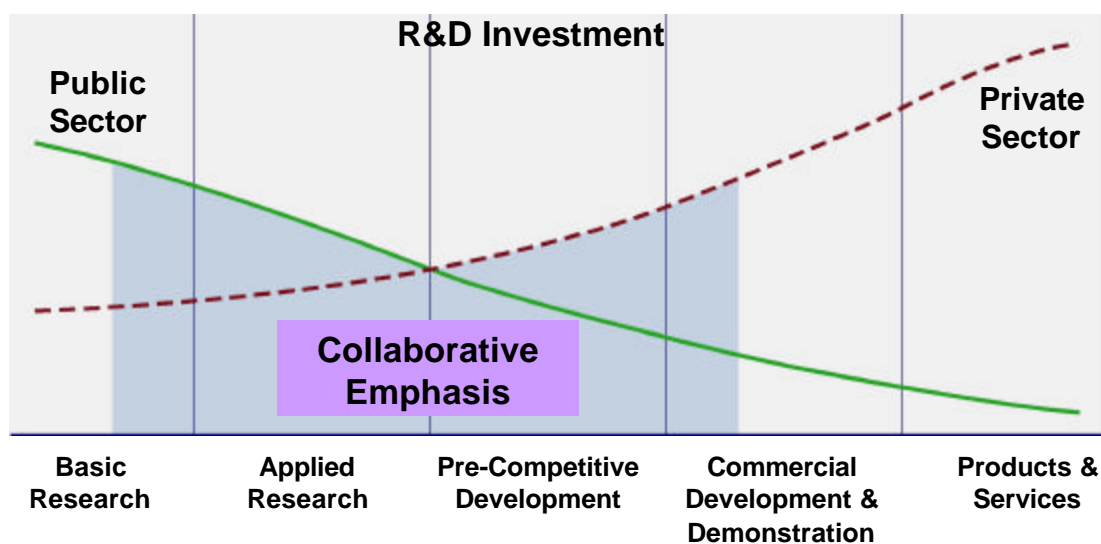 R&D Investment
Public
Sector
Private
Sector
Collaborative
Emphasis
Basic
Research
Applied
Research
Pre-Competitive
Development
Commercial
Development &
Demonstration
Products &
Services